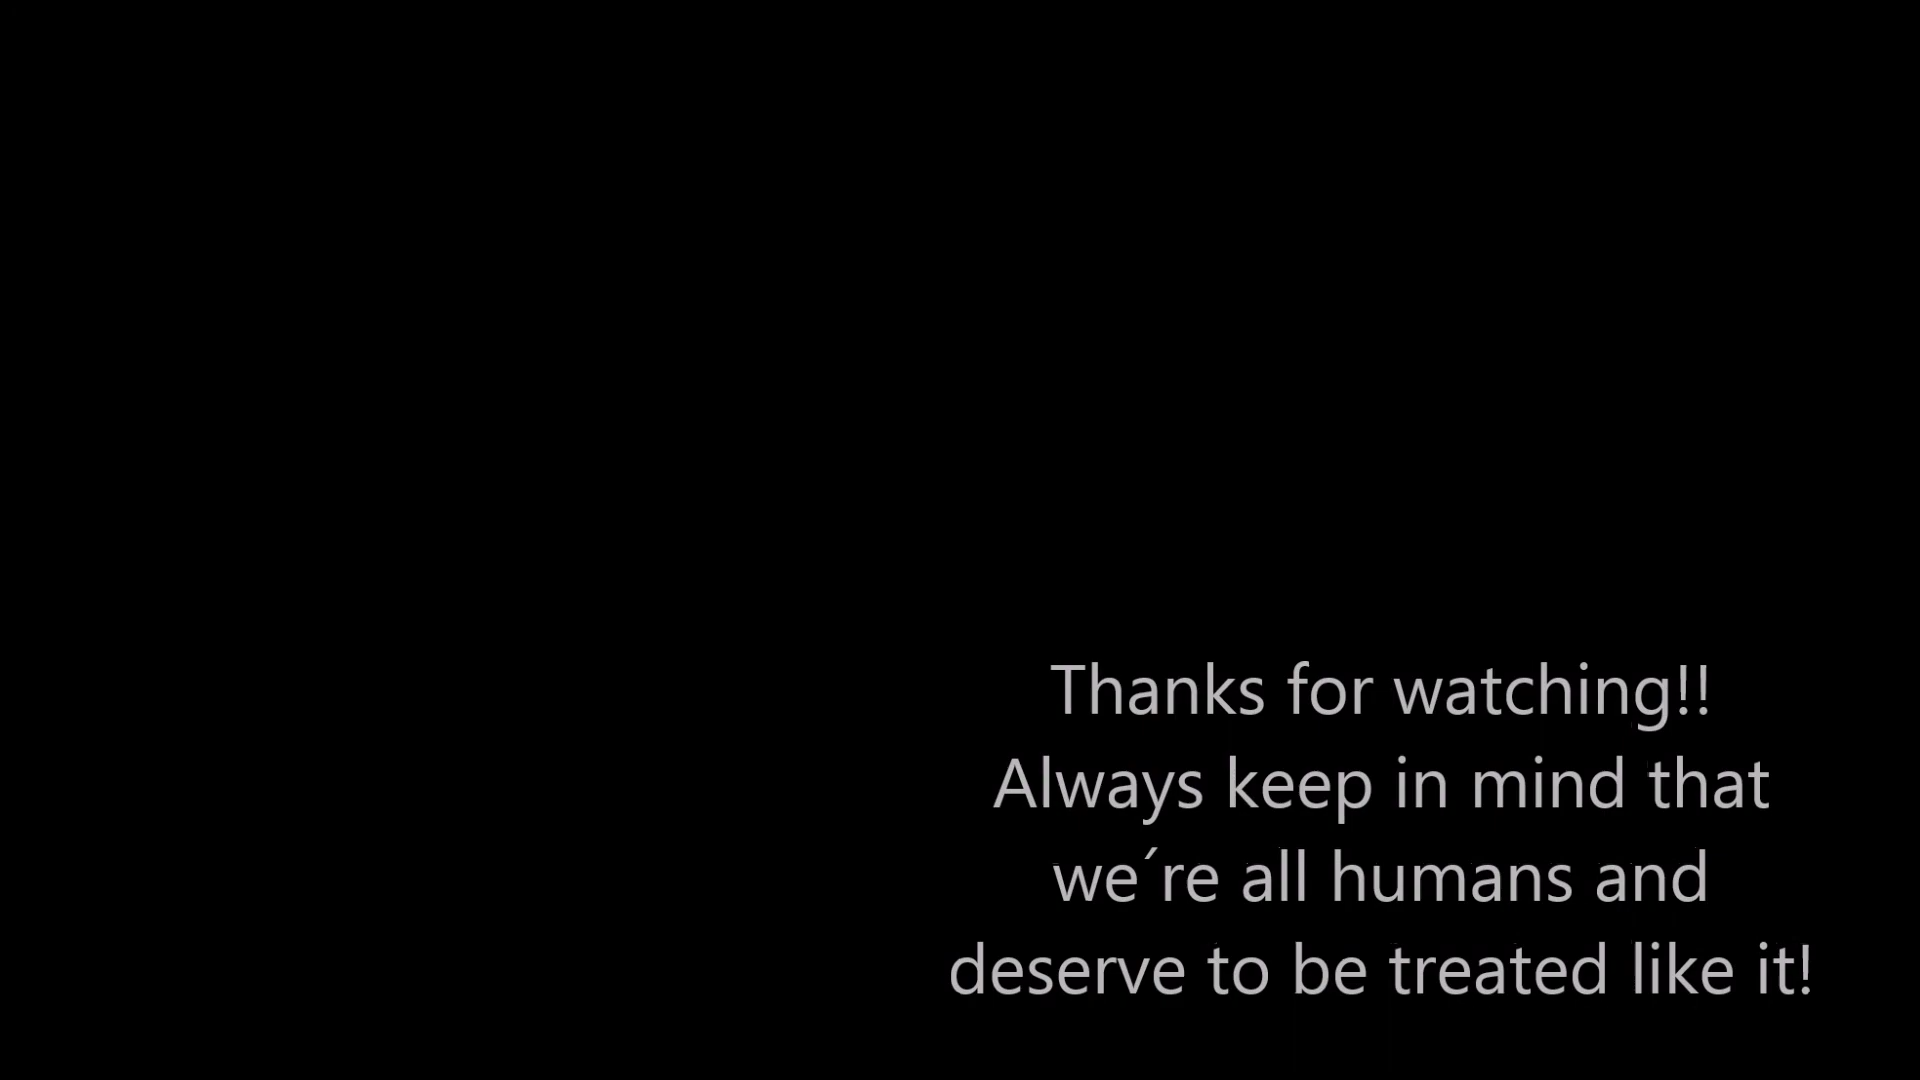 Thanks for watching!!
Always keep in mind that
we´re all humans and
deserve to be treated like it!